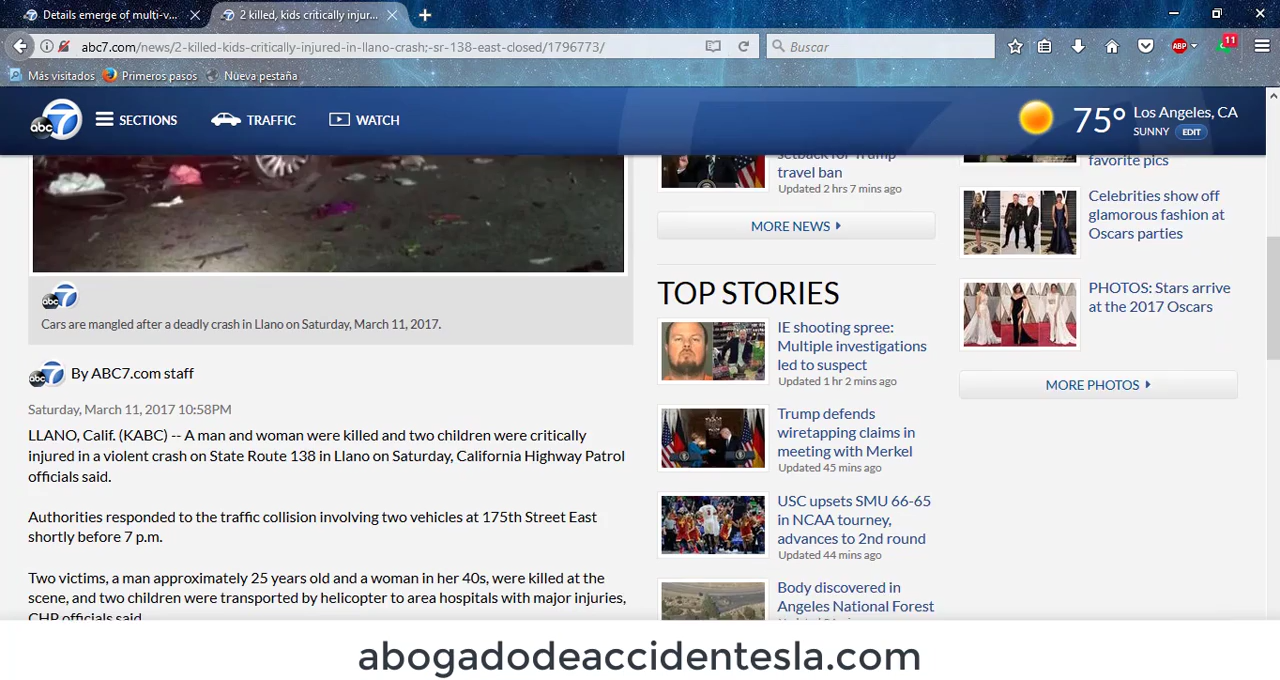 Details emerge of multi-v...
2 killed, kids critically injur...
abc7.com/news/2-killed-kids-critically-injured-in-llano-crash;-sr-138-east-closed/1796773/
Buscar
ABP
11
Más visitados
Primeros pasos
Nueva pestaña
abc 7
SECTIONS
TRAFFIC
WATCH
75°
Los Angeles, CA
SUNNY
EDIT
abc 7
Cars are mangled after a deadly crash in Llano on Saturday, March 11, 2017.
abc 7
By ABC7.com staff
Saturday, March 11, 2017 10:58PM
LLANO, Calif. (KABC) -- A man and woman were killed and two children were critically
injured in a violent crash on State Route 138 in Llano on Saturday, California Highway Patrol
officials said.
Authorities responded to the traffic collision involving two vehicles at 175th Street East
shortly before 7 p.m.
Two victims, a man approximately 25 years old and a woman in her 40s, were killed at the
scene, and two children were transported by helicopter to area hospitals with major injuries,
CHP officials said.
setback for Trump
travel ban
Updated 2 hrs 7 mins ago
MORE NEWS
TOP STORIES
IE shooting spree:
Multiple investigations
led to suspect
Updated 1 hr 2 mins ago
Trump defends
wiretapping claims in
meeting with Merkel
Updated 45 mins ago
USC upsets SMU 66-65
in NCAA tourney,
advances to 2nd round
Updated 44 mins ago
Body discovered in
Angeles National Forest
favorite pics
Celebrities show off
glamorous fashion at
Oscars parties
PHOTOS: Stars arrive
at the 2017 Oscars
MORE PHOTOS
abogadodeaccidentesla.com